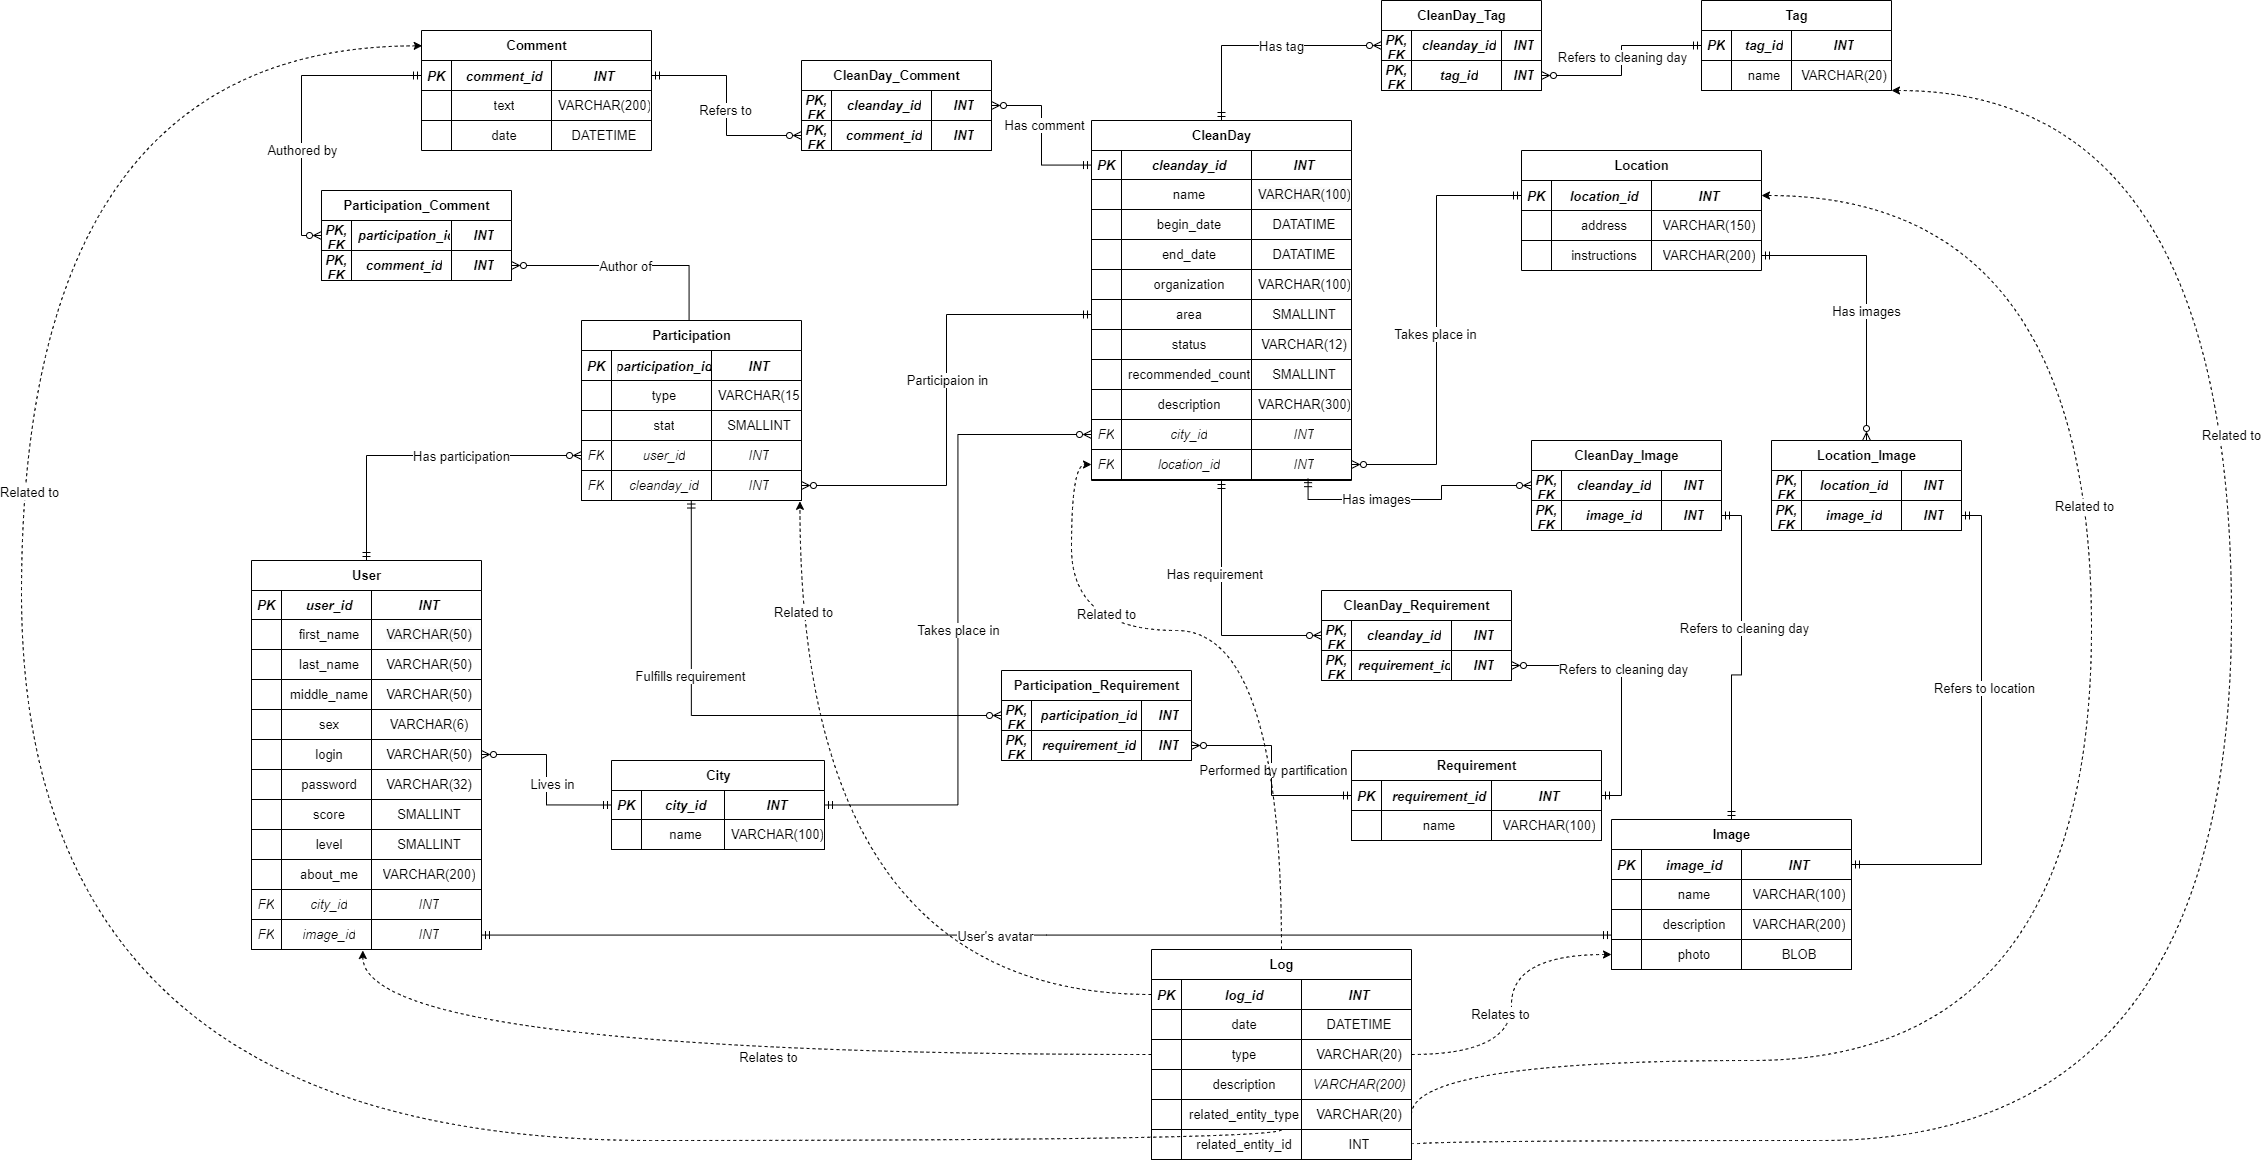 Comment
PK comment_id INT
text VARCHAR(200)
date DATETIME
CleanDay_Comment
PK, FK cleanday_id INT
PK, FK comment_id INT
CleanDay_Tag
PK, FK cleanday_id INT
PK, FK tag_id INT
Tag
PK tag_id INT
name VARCHAR(20)
Has tag
Refers to cleaning day
Refers to
Has comment
Authored by
Participation_Comment
PK, FK participation_id INT
PK, FK comment_id INT
Author of
CleanDay
PK cleanday_id INT
name VARCHAR(100)
begin_date DATATIME
end_date DATATIME
organization VARCHAR(100)
area SMALLINT
status VARCHAR(12)
recommended_count SMALLINT
description VARCHAR(300)
FK city_id INT
FK location_id INT
Location
PK location_id INT
address VARCHAR(150)
instructions VARCHAR(200)
Has images
Takes place in
Participation
PK participation_id INT
type VARCHAR(15
stat SMALLINT
FK user_id INT
FK cleanday_id INT
Participaion in
Has participation
Related to
Related to
Related to
CleanDay_Image
PK, FK cleanday_id INT
PK, FK image_id INT
Location_Image
PK, FK location_id INT
PK, FK image_id INT
Has images
Has requirement
User
PK user_id INT
first_name VARCHAR(50)
last_name VARCHAR(50)
middle_name VARCHAR(50)
sex VARCHAR(6)
login VARCHAR(50)
password VARCHAR(32)
score SMALLINT
level SMALLINT
about_me VARCHAR(200)
FK city_id INT
FK image_id INT
Related to
Related to
Takes place in
Fulfills requirement
CleanDay_Requirement
PK, FK cleanday_id INT
PK, FK requirement_id INT
Refers to cleaning day
Refers to cleaning day
Refers to location
Participation_Requirement
PK, FK participation_id INT
PK, FK requirement_id INT
Performed by partification
Requirement
PK requirement_id INT
name VARCHAR(100)
Lives in
City
PK city_id INT
name VARCHAR(100)
Image
PK image_id INT
name VARCHAR(100)
description VARCHAR(200)
photo BLOB
User's avatar
Log
PK log_id INT
date DATETIME
type VARCHAR(20)
description VARCHAR(200)
related_entity_type VARCHAR(20)
related_entity_id INT
Relates to
Relates to